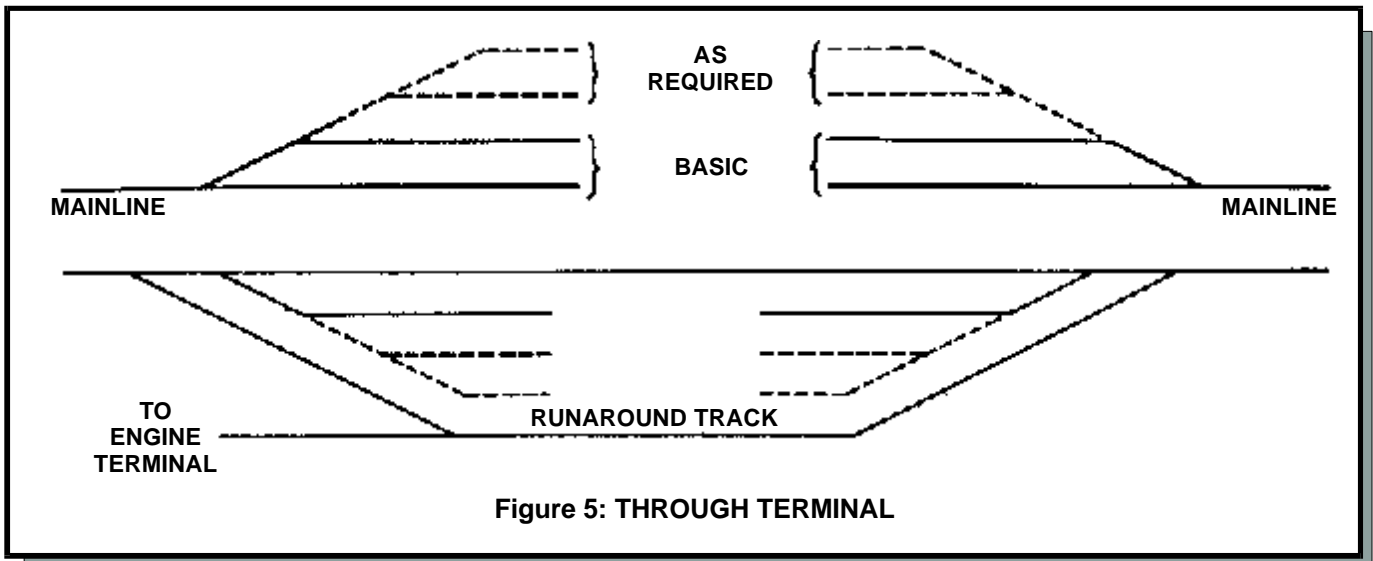 AS
REQUIRED
BASIC
MAINLINE
MAINLINE
RUNAROUND TRACK
TO
ENGINE
TERMINAL
Figure 5: THROUGH TERMINAL